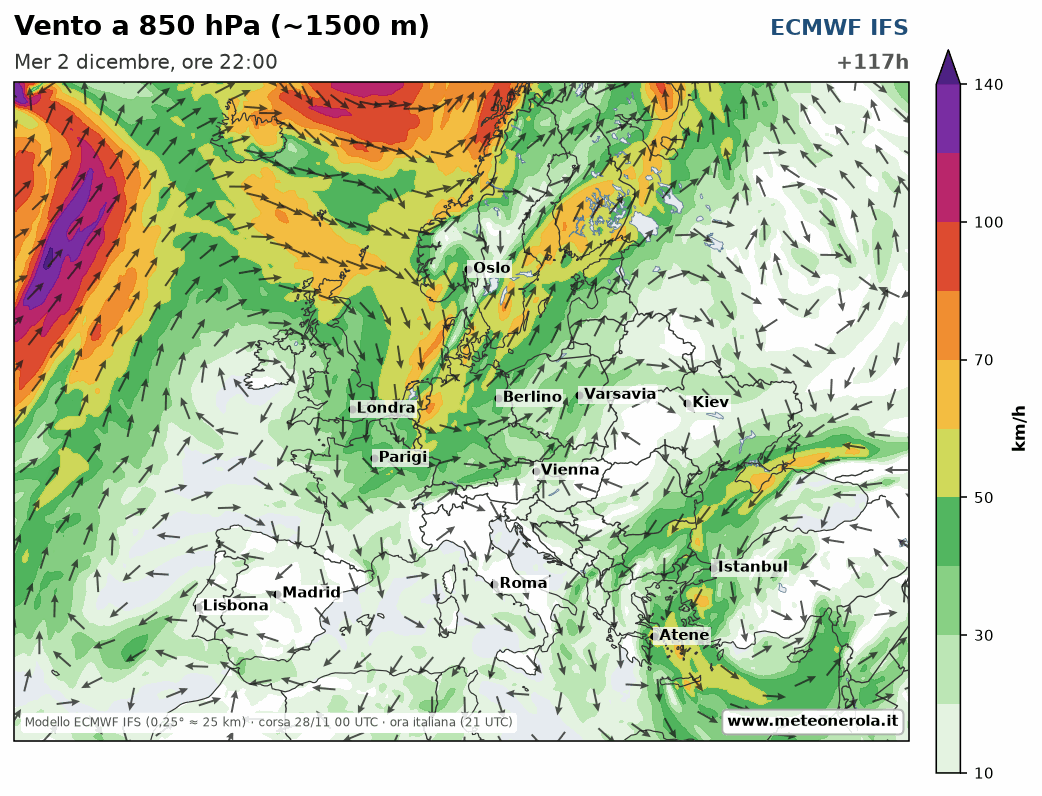 Vento a 850 hPa (~1500 m)
ECMWF IFS
Mer 2 dicembre, ore 22:00
+117h
140
100
70
50
30
10
km/h
Oslo
Londra
Berlino
Varsavia
Kiev
Parigi
Vienna
Istanbul
Roma
Madrid
Lisbona
Atene
Modello ECMWF IFS (0,25° ≈ 25 km) · corsa 28/11 00 UTC · ora italiana (21 UTC)
www.meteonerola.it